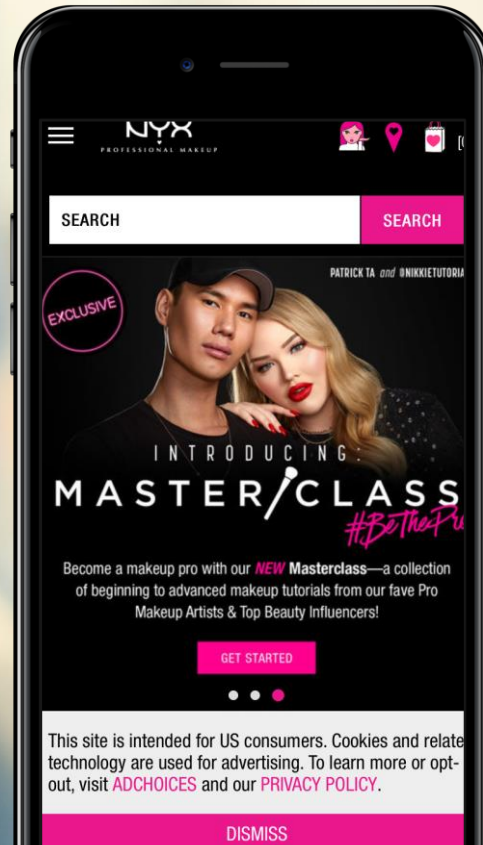 NYX
PROFESSIONAL MAKEUP
SEARCH SEARCH
EXCLUSIVE
PATRICK TA and @NIKKIETUTORIA
INTRODUCING:
MASTER/CLASS
#BeThePr
Become a makeup pro with our NEW Masterclass—a collection
of beginning to advanced makeup tutorials from our fave Pro
Makeup Artists & Top Beauty Influencers!
GET STARTED
This site is intended for US consumers. Cookies and relate
technology are used for advertising. To learn more or opt-
out, visit ADCHOICES and our PRIVACY POLICY.
DISMISS